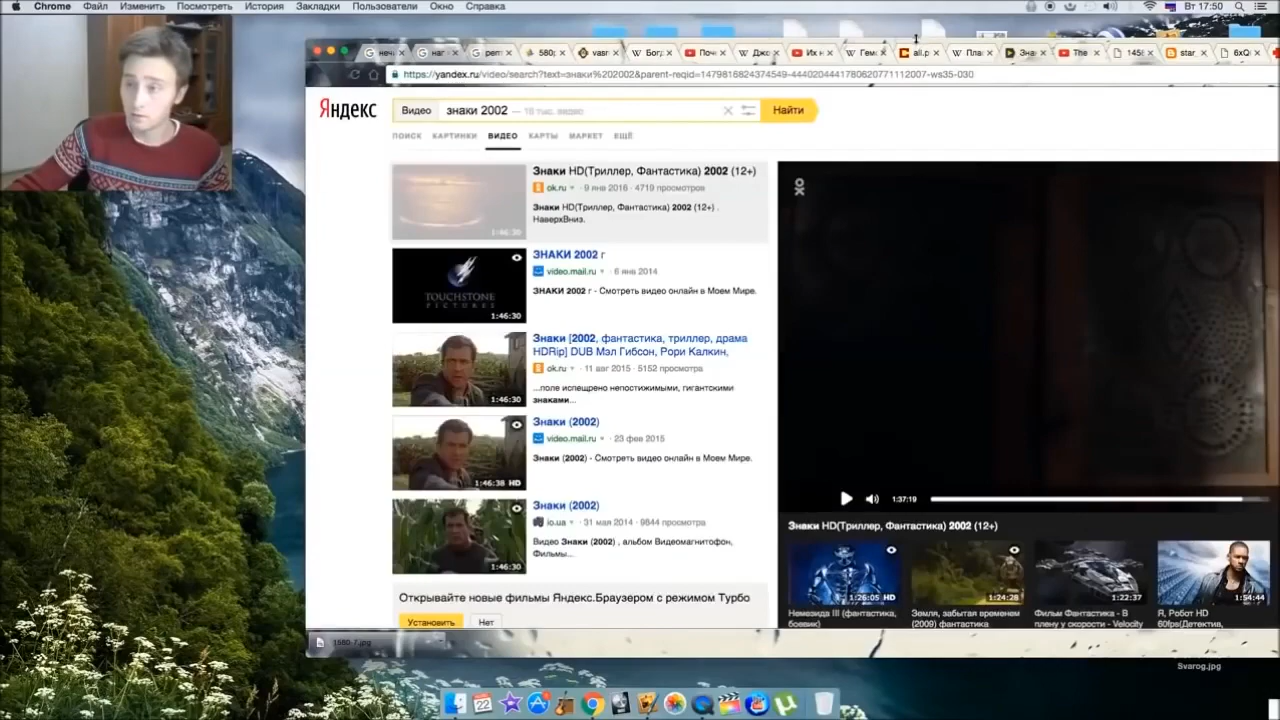 Chrome Файл Изменить Посмотреть История Закладки Пользователи Окно Справка Вт 17:50
https://yandex.ru/video/search?text=знаки%202002&parent-reqid=1479816824374549-4440204441780620771112007-ws35-030
Яндекс
Видео знаки 2002 — 16 тыс. видео Найти
ПОИСК КАРТИНКИ ВИДЕО КАРТЫ МАРКЕТ ЕЩЁ
Знаки HD(Триллер, Фантастика) 2002 (12+)
ok.ru · 9 янв 2016 · 4719 просмотров
Знаки HD(Триллер, Фантастика) 2002 (12+) .
НаверхВниз.
1:46:30
ЗНАКИ 2002 г
video.mail.ru · 6 янв 2014
ЗНАКИ 2002 г - Смотреть видео онлайн в Моем Мире.
TOUCHSTONE
PICTURES
1:46:30
Знаки [2002, фантастика, триллер, драма
HDRip] DUB Мэл Гибсон, Рори Калкин,
ok.ru · 11 авг 2015 · 5152 просмотра
...поле испещрено непостижимыми, гигантскими
знаками...
1:46:30
Знаки (2002)
video.mail.ru · 23 фев 2015
Знаки (2002) - Смотреть видео онлайн в Моем Мире.
1:46:38 HD
Знаки (2002)
io.ua · 31 мая 2014 · 9844 просмотра
Видео Знаки (2002) , альбом Видеомагнитофон,
Фильмы...
1:46:30
Открывайте новые фильмы Яндекс.Браузером с режимом Турбо
Установить Нет
1:37:19
Знаки HD(Триллер, Фантастика) 2002 (12+)
1:26:05 HD 1:24:28 1:22:37 1:54:44
Немезида III (фантастика,
боевик)
Земля, забытая временем
(2009) фантастика
Фильм Фантастика - В
плену у скорости - Velocity
Я, Робот HD
60fps(Детектив,
1580-7.jpg
Svarog.jpg
22